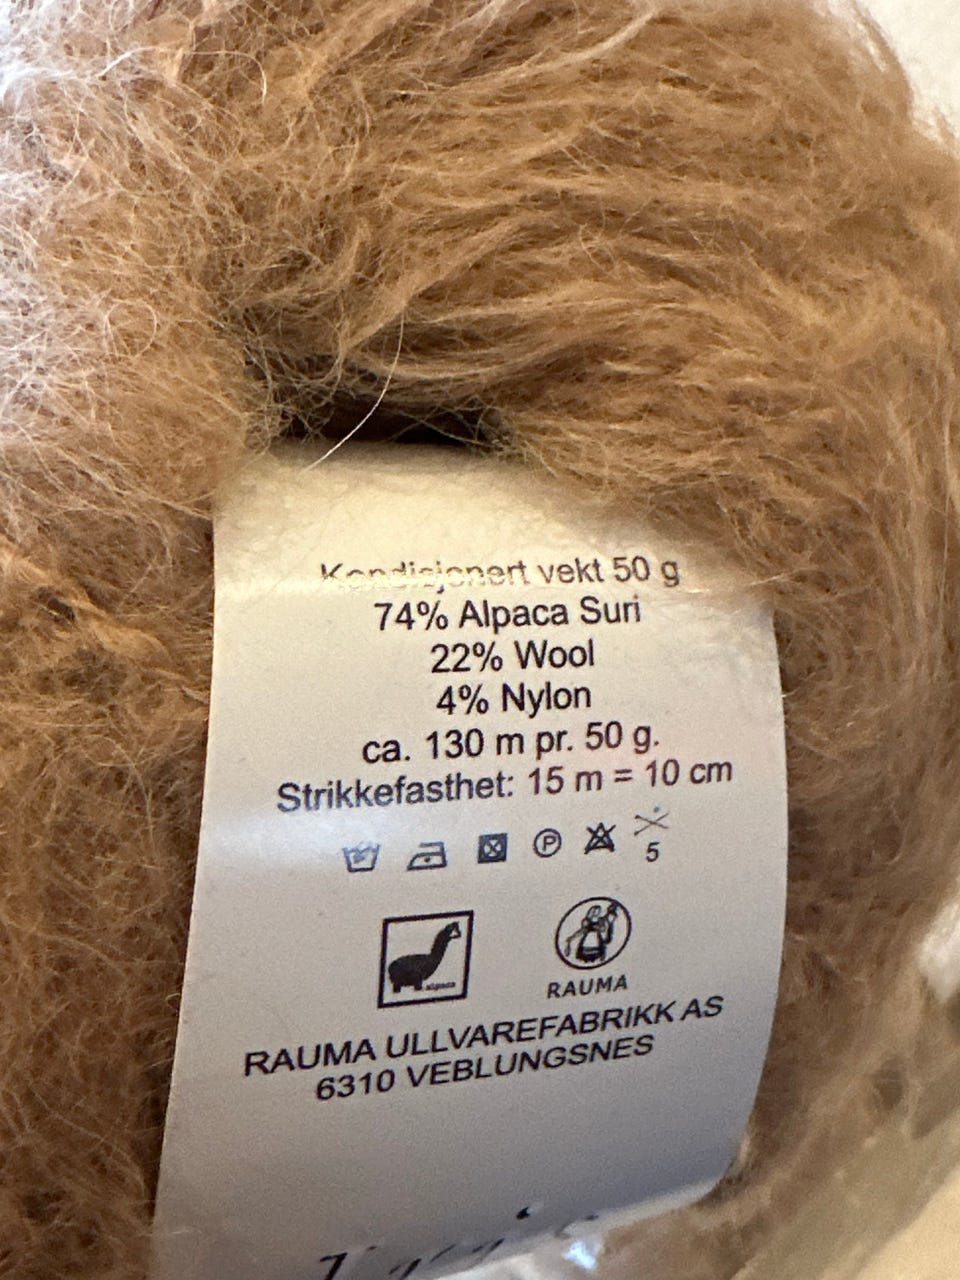 Kondisjonert vekt 50 g
74% Alpaca Suri
22% Wool
4% Nylon
ca. 130 m pr. 50 g.
Strikkefasthet: 15 m = 10 cm
P
5
alpaca
RAUMA
RAUMA ULLVAREFABRIKK AS
6310 VEBLUNGSNES